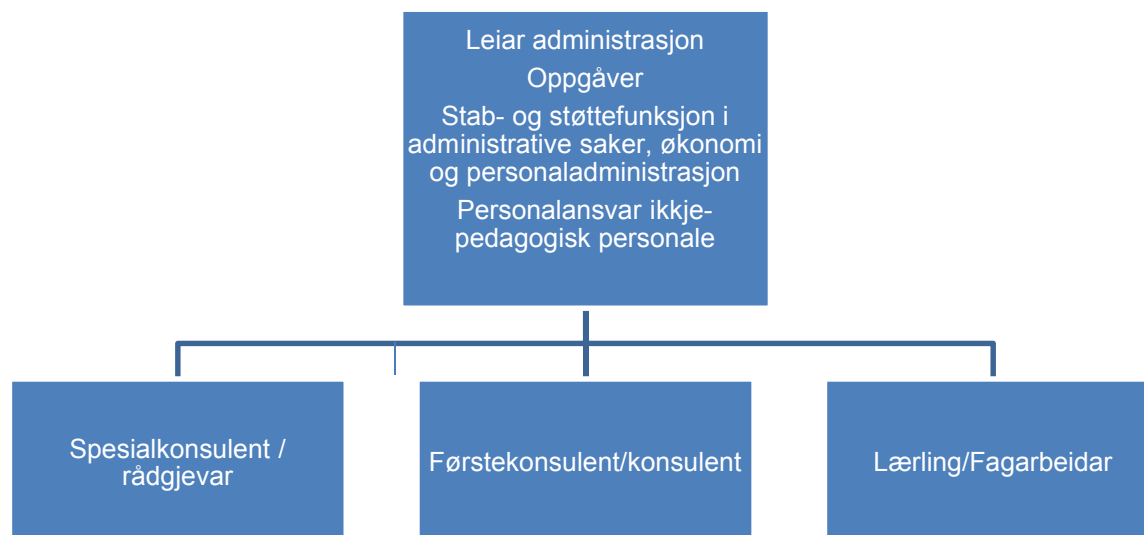 Leiar administrasjon
Oppgåver
Stab- og støttefunksjon i
administrative saker, økonomi
og personaladministrasjon
Personalansvar ikkje-
pedagogisk personale
Spesialkonsulent /
rådgjevar
Førstekonsulent/konsulent
Lærling/Fagarbeidar